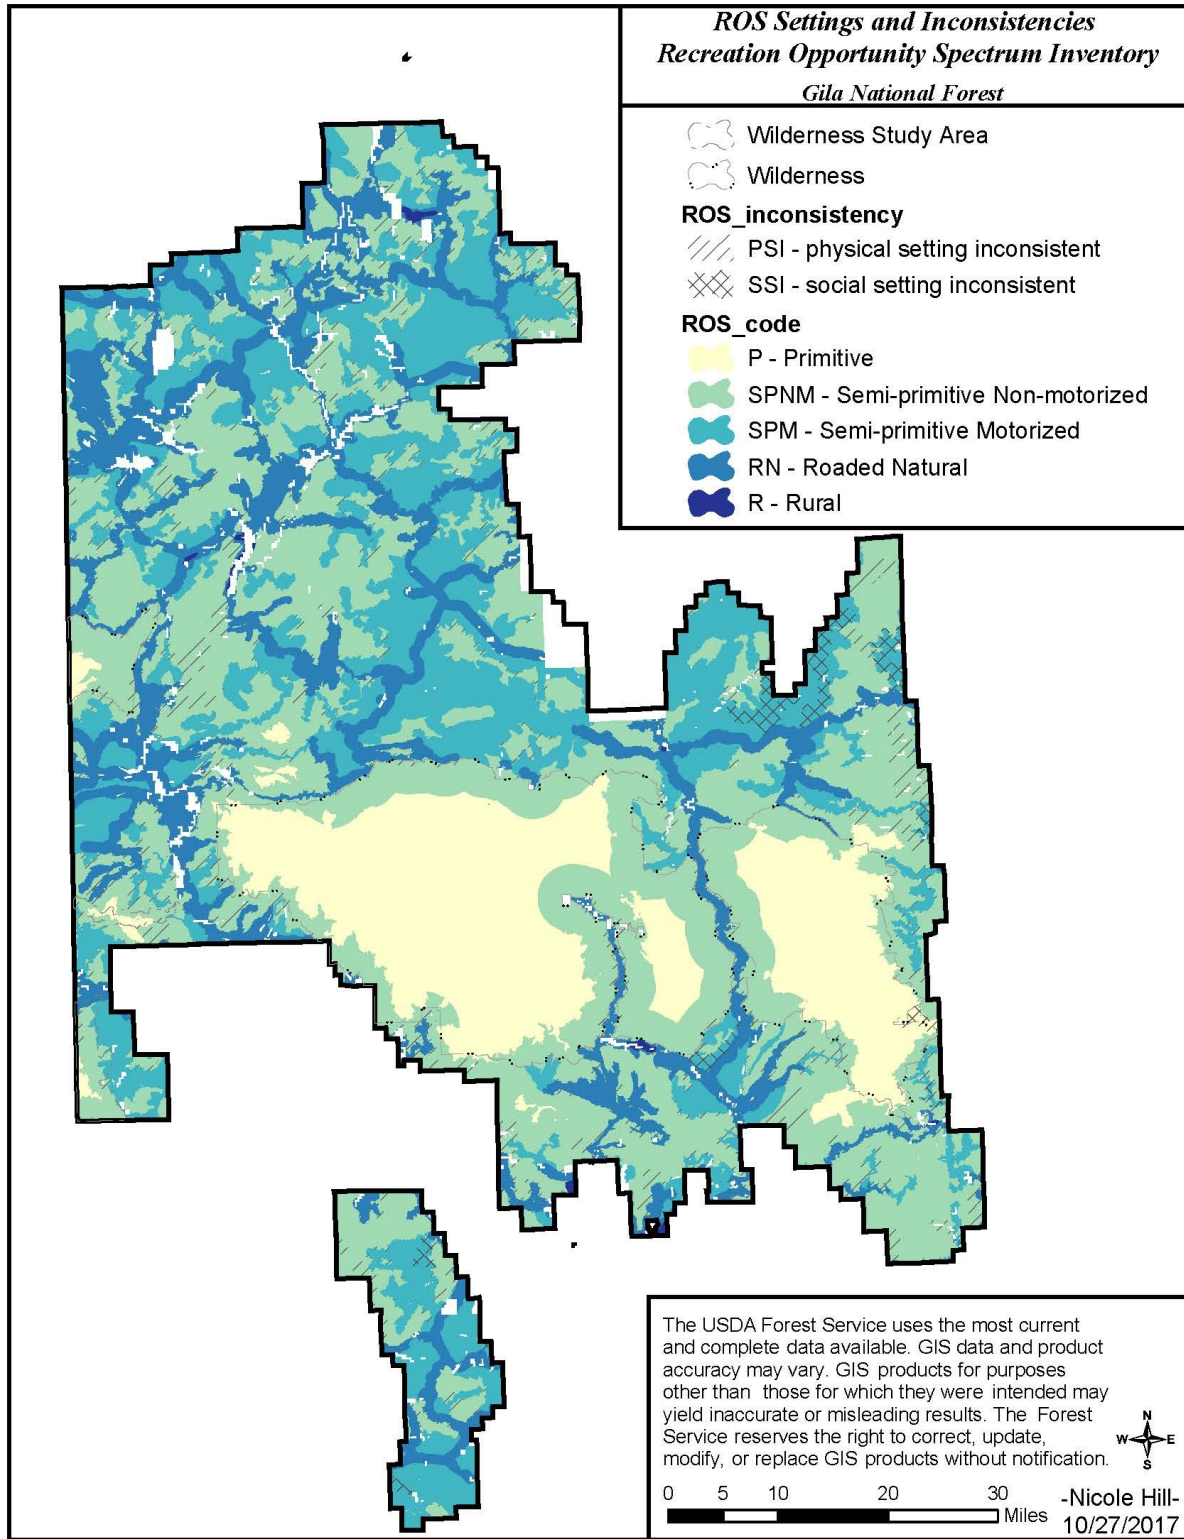 ROS Settings and Inconsistencies
Recreation Opportunity Spectrum Inventory
Gila National Forest
Wilderness Study Area
Wilderness
ROS_inconsistency
PSI - physical setting inconsistent
SSI - social setting inconsistent
ROS_code
P - Primitive
SPNM - Semi-primitive Non-motorized
SPM - Semi-primitive Motorized
RN - Roaded Natural
R - Rural
The USDA Forest Service uses the most current
and complete data available. GIS data and product
accuracy may vary. GIS products for purposes
other than those for which they were intended may
yield inaccurate or misleading results. The Forest
Service reserves the right to correct, update,
modify, or replace GIS products without notification.
N
W E
S
0 5 10 20 30
Miles
-Nicole Hill-
10/27/2017